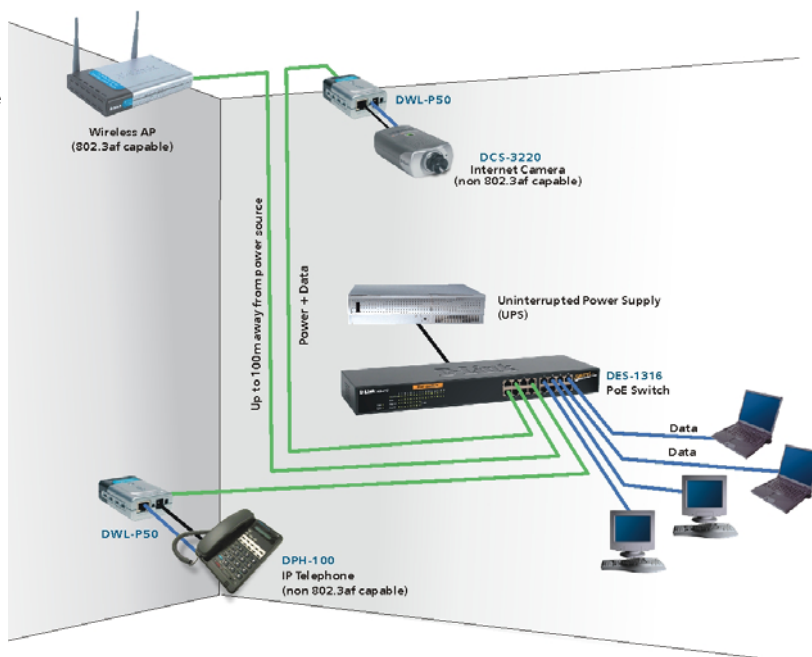 e
Wireless AP
(802.3af capable)
DWL-P50
DCS-3220
Internet Camera
(non 802.3af capable)
Up to 100m away from power source
Power + Data
Uninterrupted Power Supply
(UPS)
D-Link
DES-1316
PoE Switch
Data
Data
DWL-P50
DPH-100
IP Telephone
(non 802.3af capable)